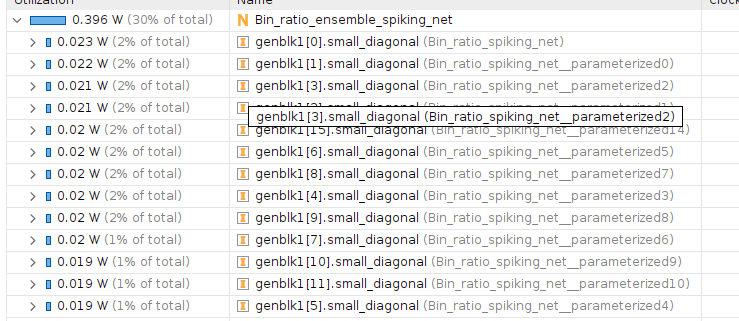 Utilization Name Clock
0.396 W (30% of total) N Bin_ratio_ensemble_spiking_net
0.023 W (2% of total) I genblk1[0].small_diagonal (Bin_ratio_spiking_net)
0.022 W (2% of total) I genblk1[1].small_diagonal (Bin_ratio_spiking_net__parameterized0)
0.021 W (2% of total) I genblk1[3].small_diagonal (Bin_ratio_spiking_net__parameterized2)
0.021 W (2% of total) I
genblk1[3].small_diagonal (Bin_ratio_spiking_net__parameterized2)
0.02 W (2% of total) I genblk1[15].small_diagonal (Bin_ratio_spiking_net__parameterized14)
0.02 W (2% of total) I genblk1[6].small_diagonal (Bin_ratio_spiking_net__parameterized5)
0.02 W (2% of total) I genblk1[8].small_diagonal (Bin_ratio_spiking_net__parameterized7)
0.02 W (2% of total) I genblk1[4].small_diagonal (Bin_ratio_spiking_net__parameterized3)
0.02 W (2% of total) I genblk1[9].small_diagonal (Bin_ratio_spiking_net__parameterized8)
0.02 W (1% of total) I genblk1[7].small_diagonal (Bin_ratio_spiking_net__parameterized6)
0.019 W (1% of total) I genblk1[10].small_diagonal (Bin_ratio_spiking_net__parameterized9)
0.019 W (1% of total) I genblk1[11].small_diagonal (Bin_ratio_spiking_net__parameterized10)
0.019 W (1% of total) I genblk1[5].small_diagonal (Bin_ratio_spiking_net__parameterized4)